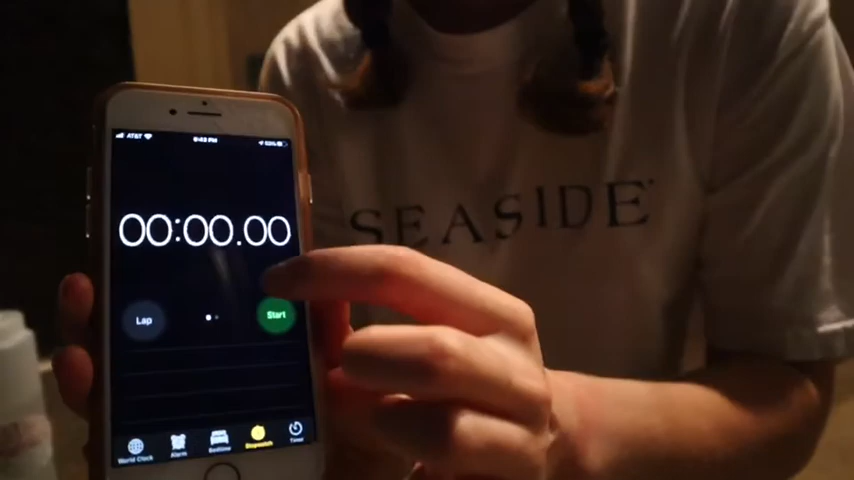 AT&T
SEASIDE
00:00.00
Lap
Start
World Clock
Alarm
Bedtime
Stopwatch
Timer